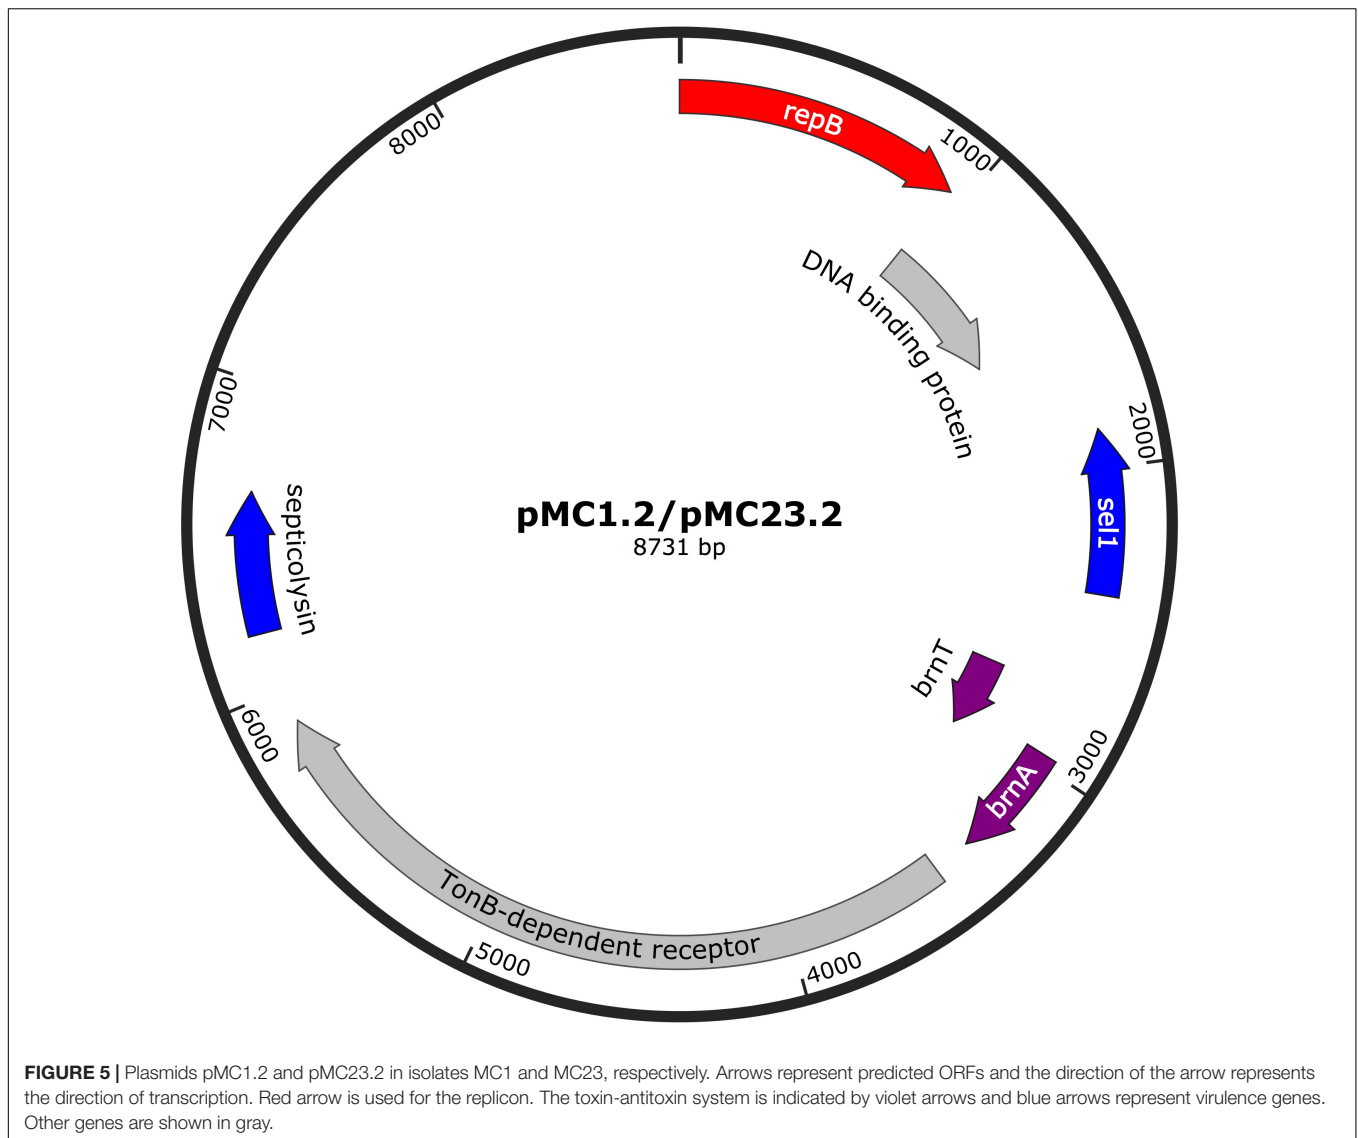 repB
1000
DNA binding protein
2000
sel1
brnT
3000
brnA
4000
TonB-dependent receptor
5000
6000
septicolysin
7000
8000
pMC1.2/pMC23.2
8731 bp
FIGURE 5 | Plasmids pMC1.2 and pMC23.2 in isolates MC1 and MC23, respectively. Arrows represent predicted ORFs and the direction of the arrow represents
the direction of transcription. Red arrow is used for the replicon. The toxin-antitoxin system is indicated by violet arrows and blue arrows represent virulence genes.
Other genes are shown in gray.